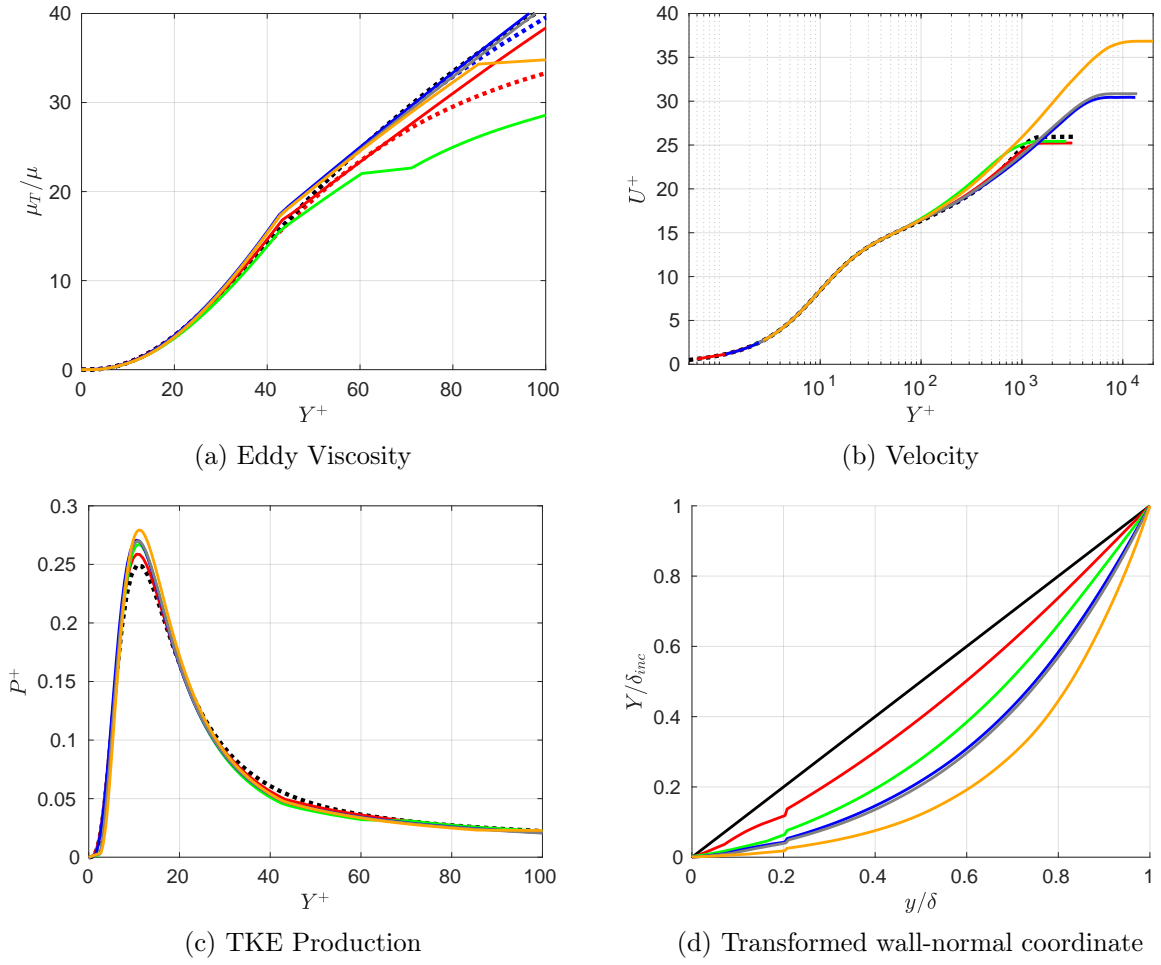 40
30
20
10
0
μ_T/μ
0 20 40 60 80 100
Y^+
(a) Eddy Viscosity
40
35
30
25
20
15
10
5
0
U^+
10^1 10^2 10^3 10^4
Y^+
(b) Velocity
0.3
0.25
0.2
0.15
0.1
0.05
0
P^+
0 20 40 60 80 100
Y^+
(c) TKE Production
1
0.8
0.6
0.4
0.2
0
Y/δ_{inc}
0 0.2 0.4 0.6 0.8 1
y/δ
(d) Transformed wall-normal coordinate